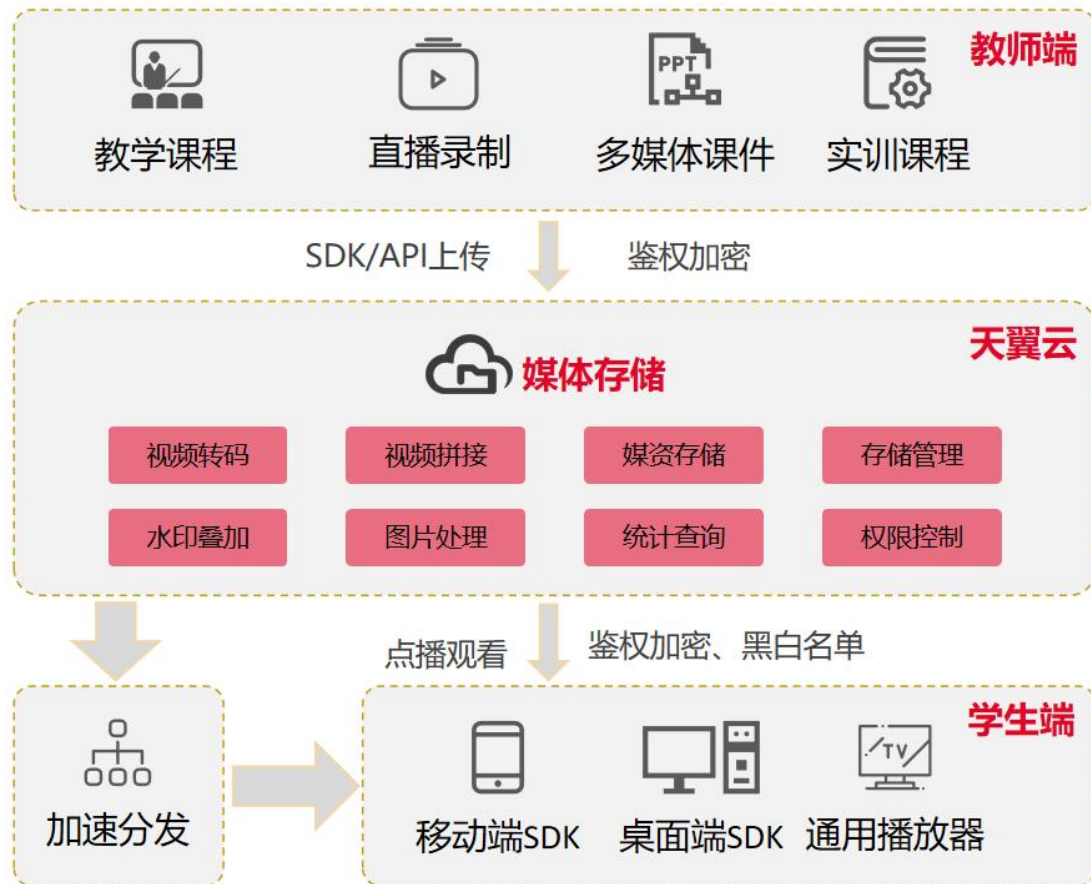 教师端
PPT
教学课程
直播录制
多媒体课件
实训课程
SDK/API上传
鉴权加密
天翼云
媒体存储
视频转码
视频拼接
媒资存储
存储管理
水印叠加
图片处理
统计查询
权限控制
点播观看
鉴权加密、黑白名单
学生端
TV
加速分发
移动端SDK
桌面端SDK
通用播放器